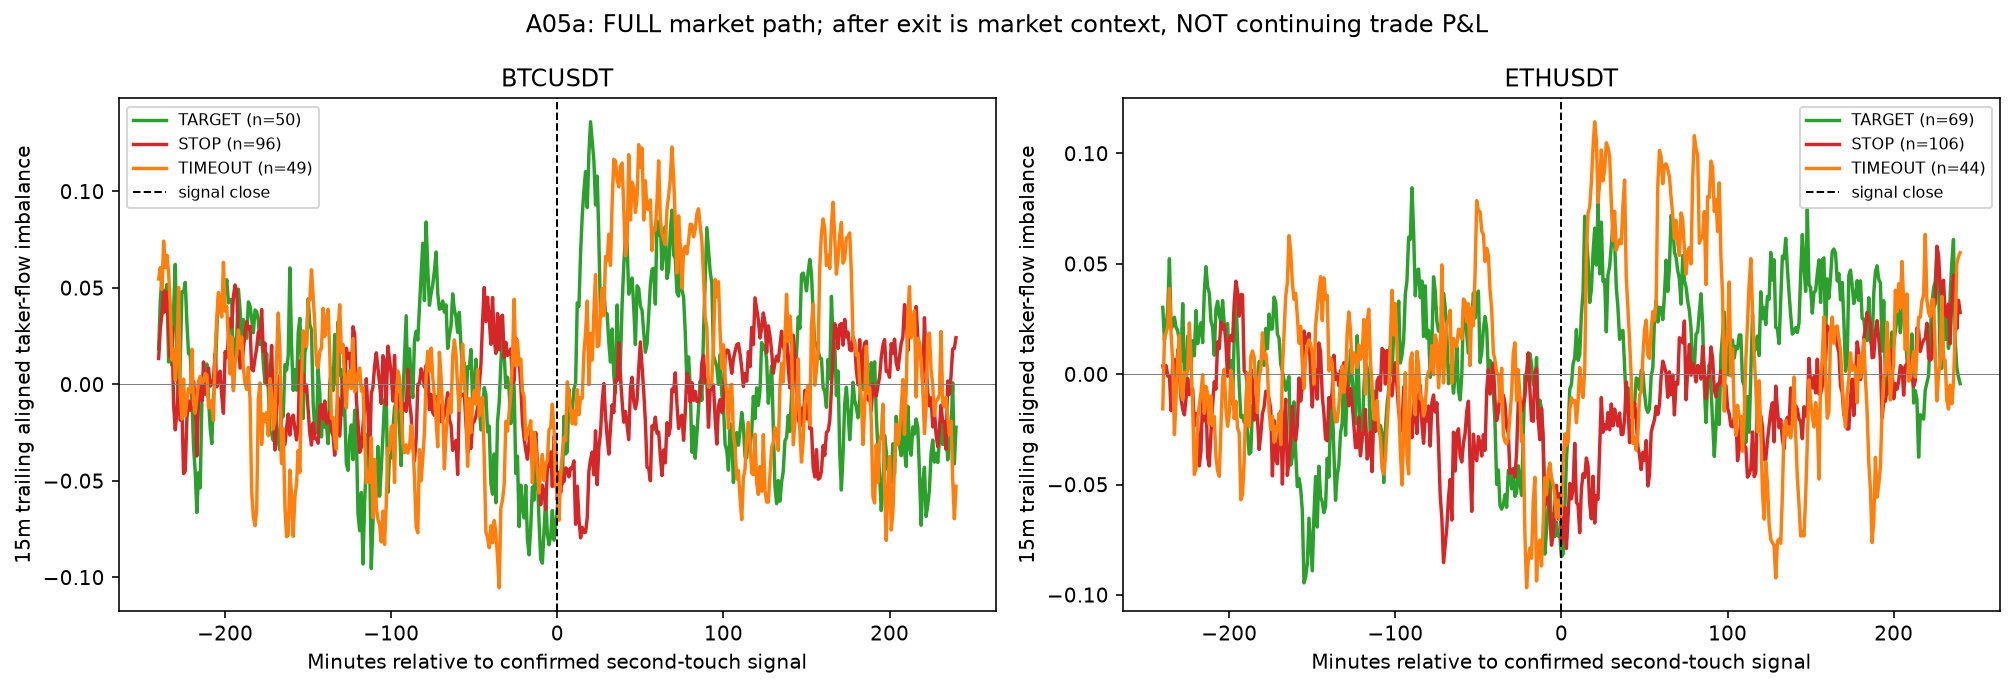 A05a: FULL market path; after exit is market context, NOT continuing trade P&L
BTCUSDT
15m trailing aligned taker-flow imbalance
0.10
0.05
0.00
−0.05
−0.10
TARGET (n=50)
STOP (n=96)
TIMEOUT (n=49)
signal close
−200
−100
0
100
200
Minutes relative to confirmed second-touch signal
ETHUSDT
15m trailing aligned taker-flow imbalance
0.10
0.05
0.00
−0.05
−0.10
TARGET (n=69)
STOP (n=106)
TIMEOUT (n=44)
signal close
−200
−100
0
100
200
Minutes relative to confirmed second-touch signal